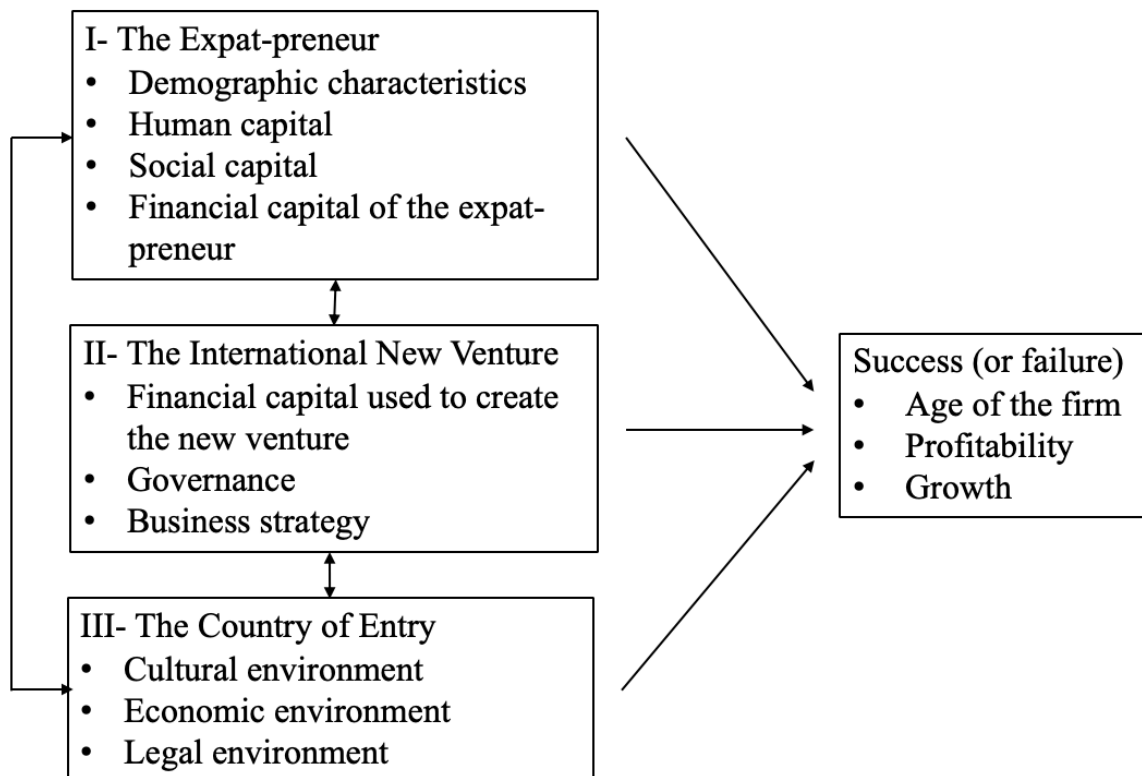 I- The Expat-preneur
• Demographic characteristics
• Human capital
• Social capital
• Financial capital of the expat-
preneur
II- The International New Venture
• Financial capital used to create
the new venture
• Governance
• Business strategy
III- The Country of Entry
• Cultural environment
• Economic environment
• Legal environment
Success (or failure)
• Age of the firm
• Profitability
• Growth